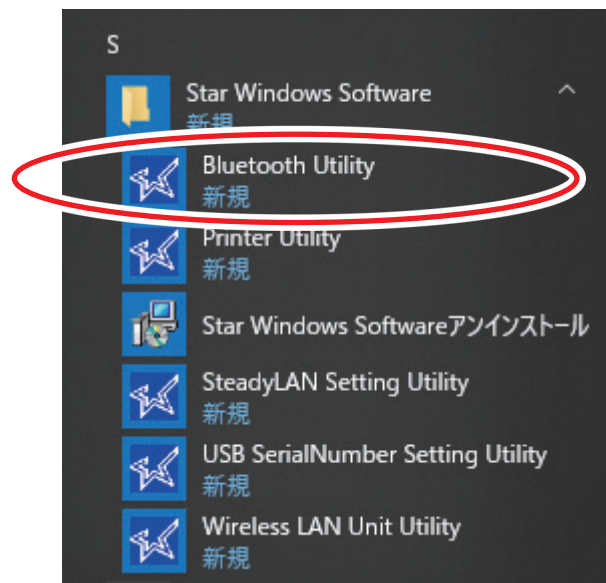 S
Star Windows Software
新規
Bluetooth Utility
新規
Printer Utility
新規
Star Windows Softwareアンインストール
SteadyLAN Setting Utility
新規
USB SerialNumber Setting Utility
新規
Wireless LAN Unit Utility
新規